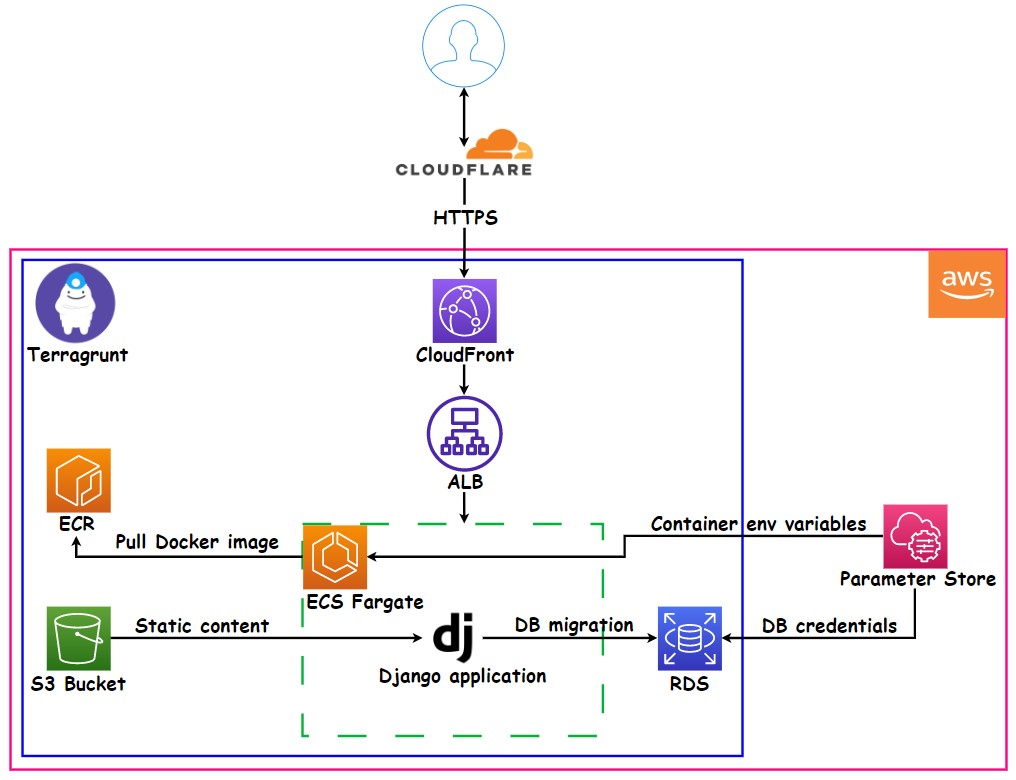 CLOUDFLARE
HTTPS
aws
Terragrunt
CloudFront
ALB
ECR
Pull Docker image
Container env variables
ECS Fargate
Parameter Store
Static content
dj
DB migration
DB credentials
S3 Bucket
Django application
RDS